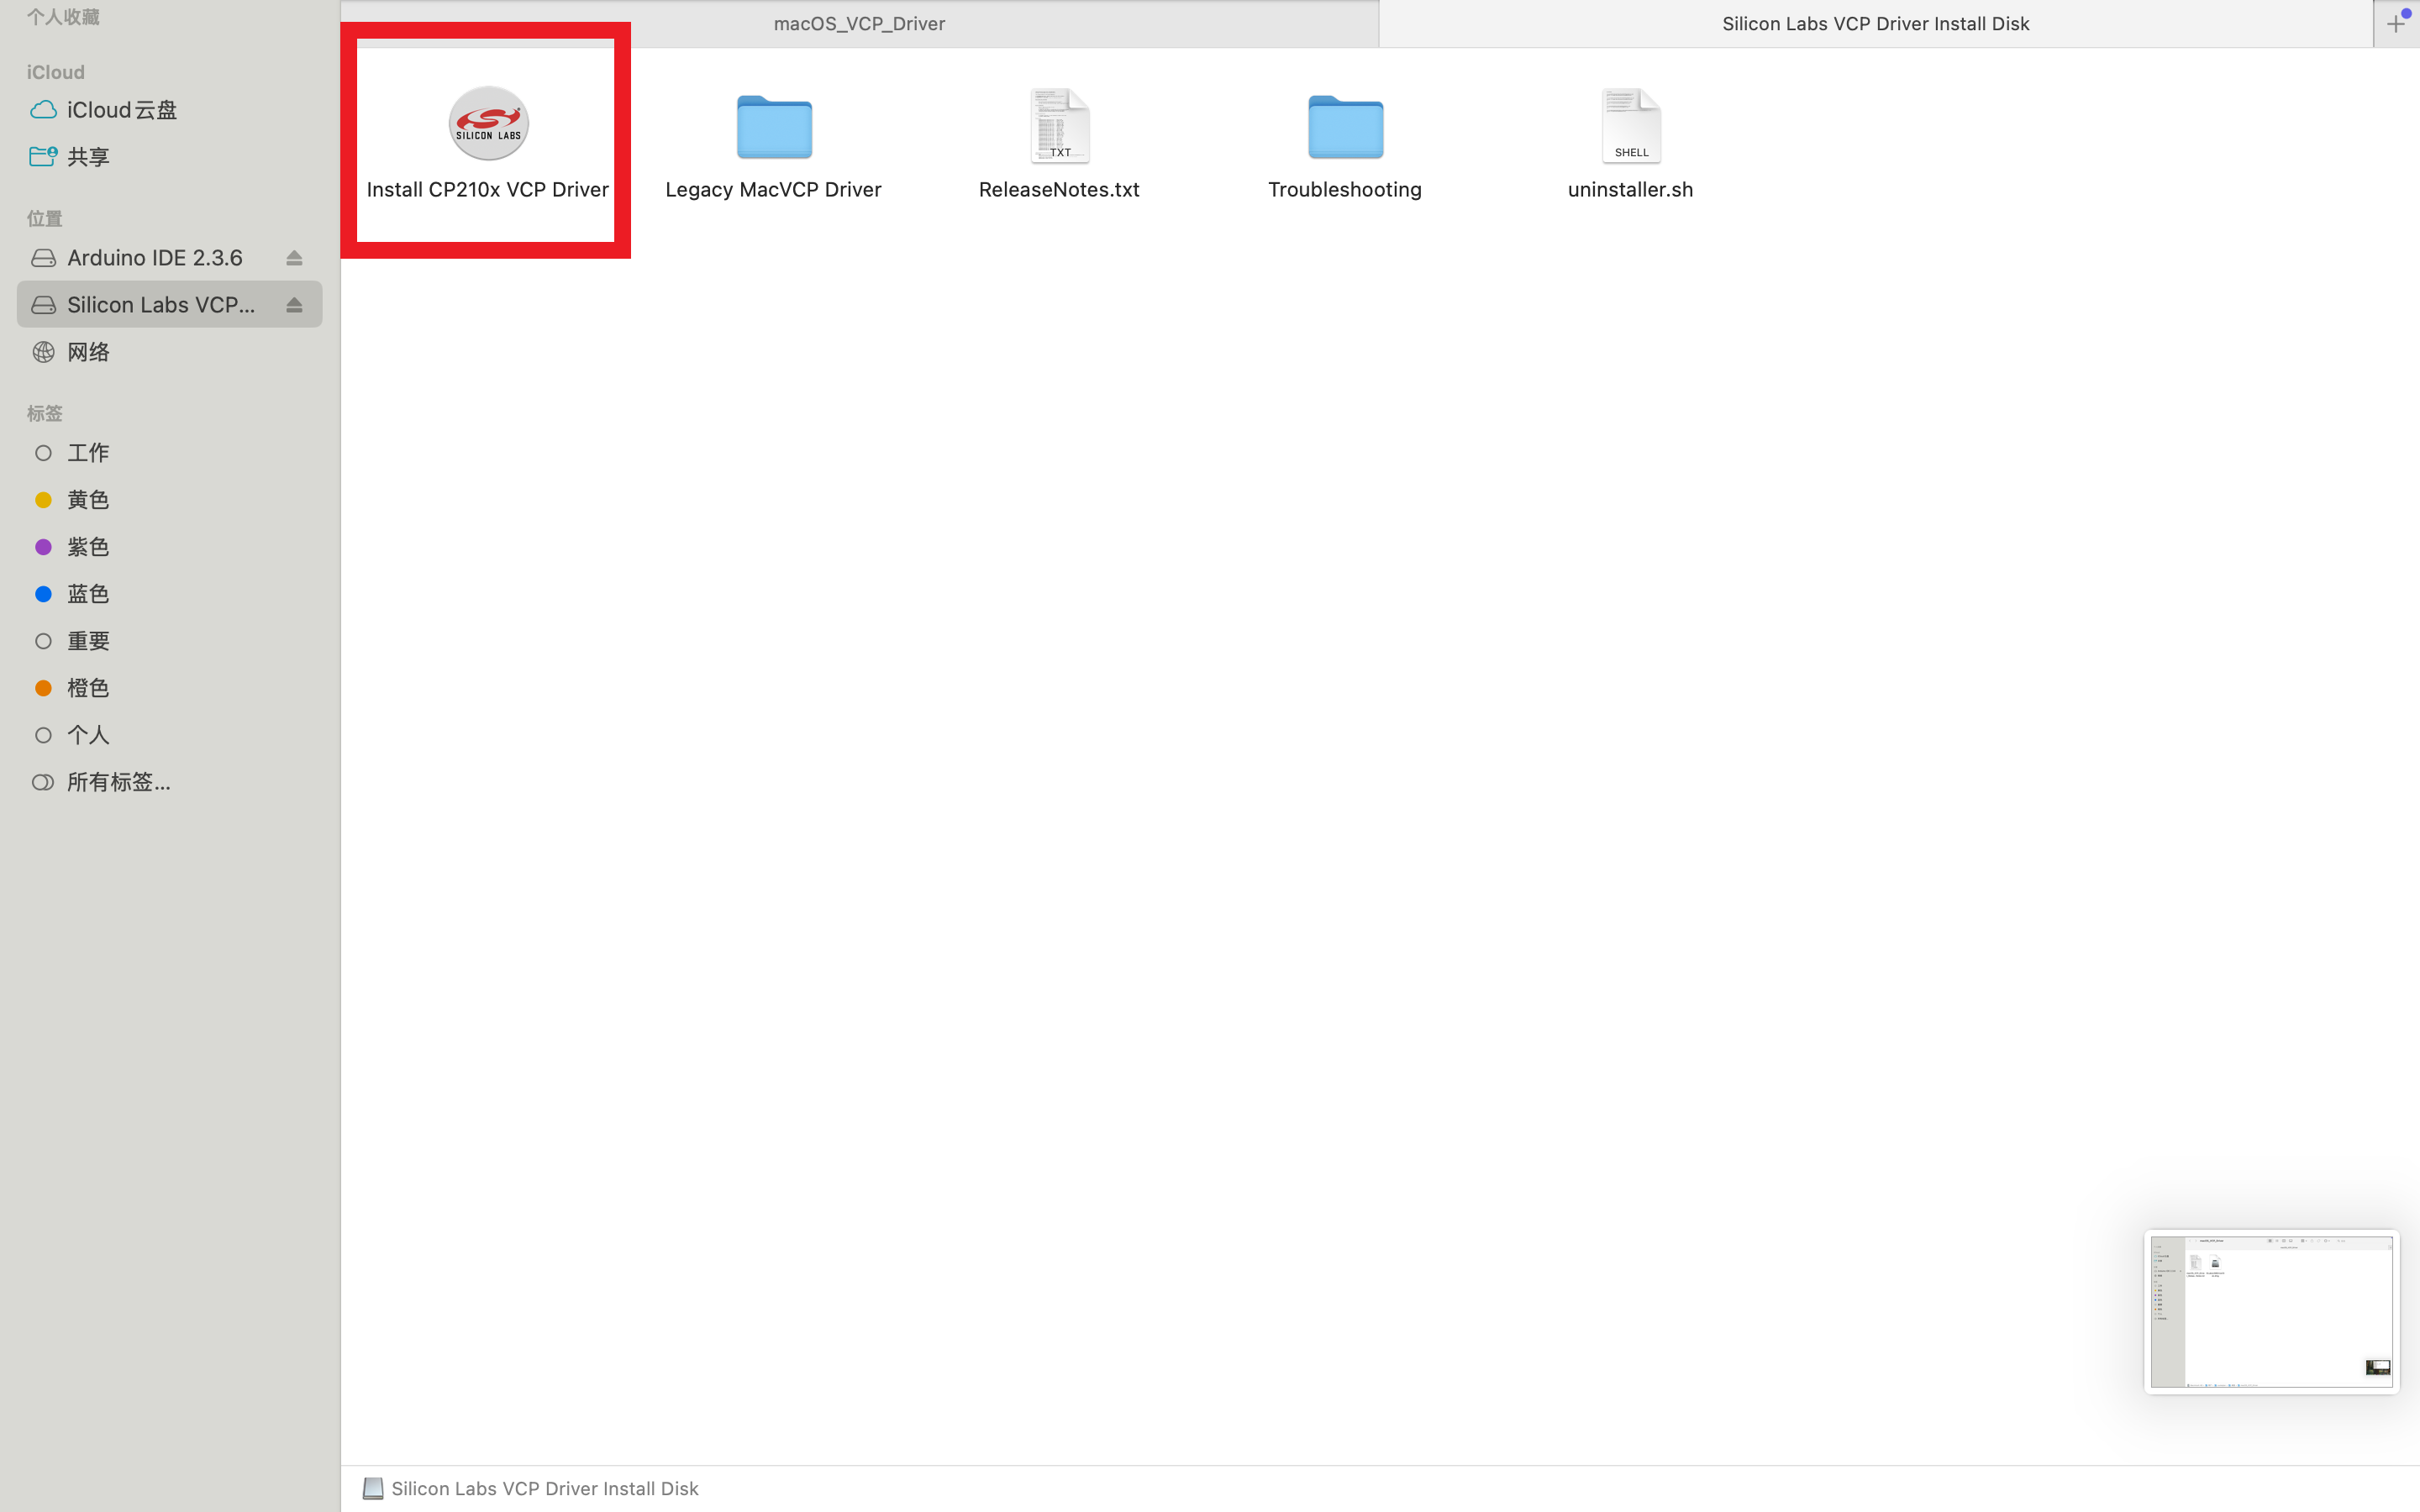 个人收藏
iCloud
iCloud云盘
共享
位置
Arduino IDE 2.3.6
Silicon Labs VCP...
网络
标签
工作
黄色
紫色
蓝色
重要
橙色
个人
所有标签...
macOS_VCP_Driver
Silicon Labs VCP Driver Install Disk
SILICON LABS
Install CP210x VCP Driver
Legacy MacVCP Driver
TXT
ReleaseNotes.txt
Troubleshooting
SHELL
uninstaller.sh
Silicon Labs VCP Driver Install Disk